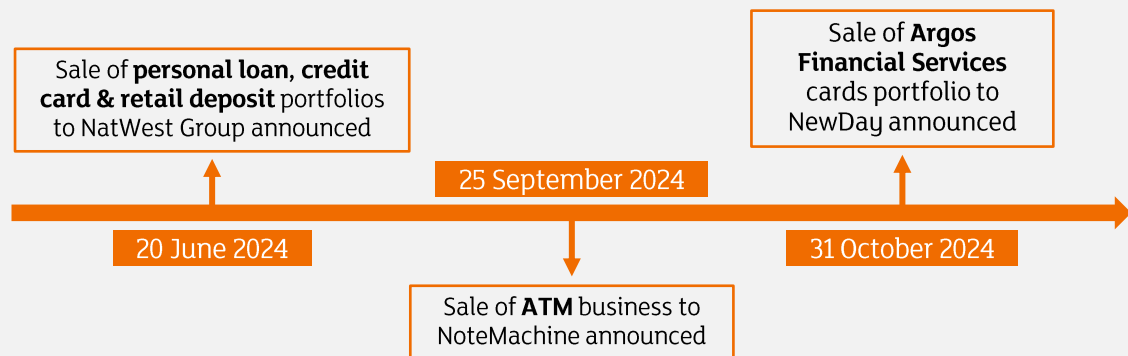 Sale of personal loan, credit
card & retail deposit portfolios
to NatWest Group announced
20 June 2024
25 September 2024
Sale of ATM business to
NoteMachine announced
Sale of Argos
Financial Services
cards portfolio to
NewDay announced
31 October 2024